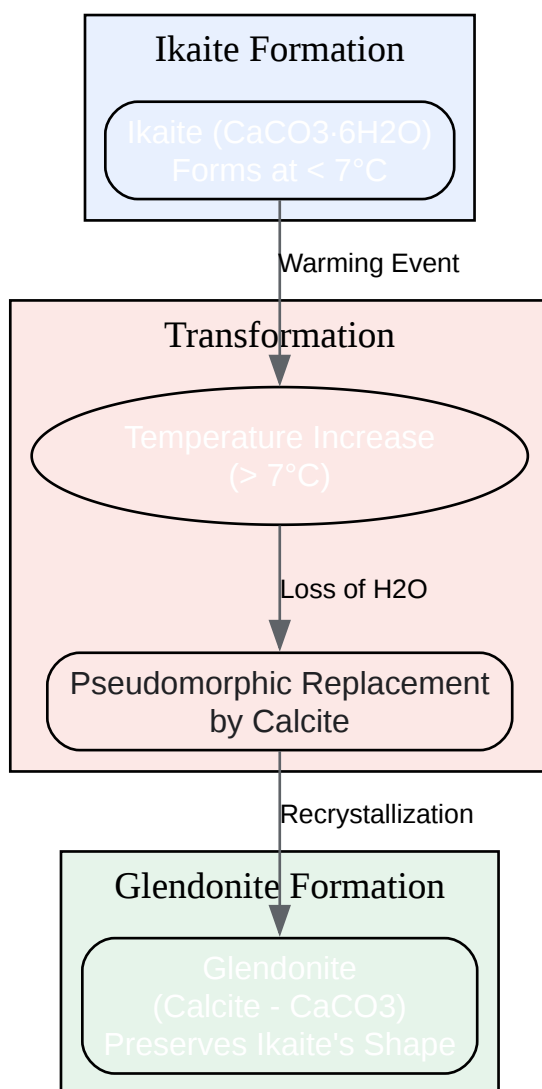 Ikaite Formation
Ikaite (CaCO3·6H2O)
Forms at < 7°C
Warming Event
Transformation
Temperature Increase
(> 7°C)
Loss of H2O
Pseudomorphic Replacement
by Calcite
Recrystallization
Glendonite Formation
Glendonite
(Calcite - CaCO3)
Preserves Ikaite's Shape